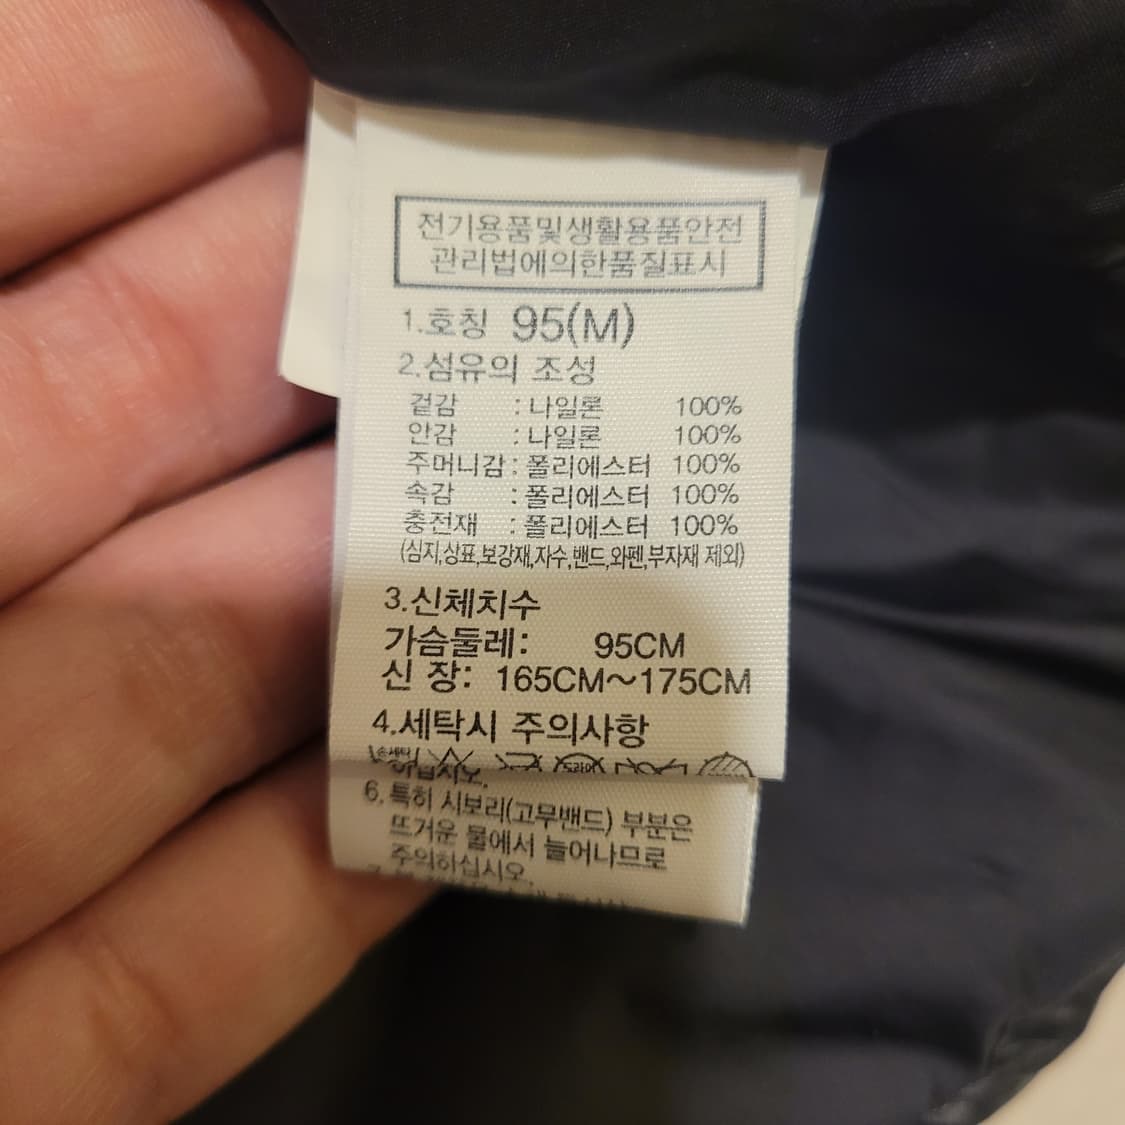 전기용품및생활용품안전
관리법에의한품질표시
1.호칭 95(M)
2.섬유의 조성
겉감 : 나일론 100%
안감 : 나일론 100%
주머니감 : 폴리에스터 100%
속감 : 폴리에스터 100%
충전재 : 폴리에스터 100%
(심지,상표,보강재,자수,밴드,와펜,부자재 제외)
3.신체치수
가슴둘레: 95CM
신 장: 165CM~175CM
4.세탁시 주의사항
하십시오.
6. 특히 시보리(고무밴드) 부분은
뜨거운 물에서 늘어나므로
주의하십시오.